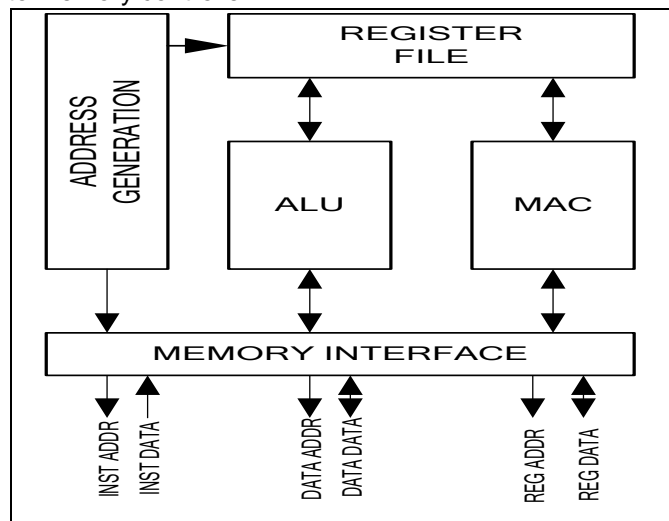 REGISTER
FILE
ADDRESS
GENERATION
ALU
MAC
MEMORY INTERFACE
INST ADDR
INST DATA
DATA ADDR
DATA DATA
REG ADDR
REG DATA